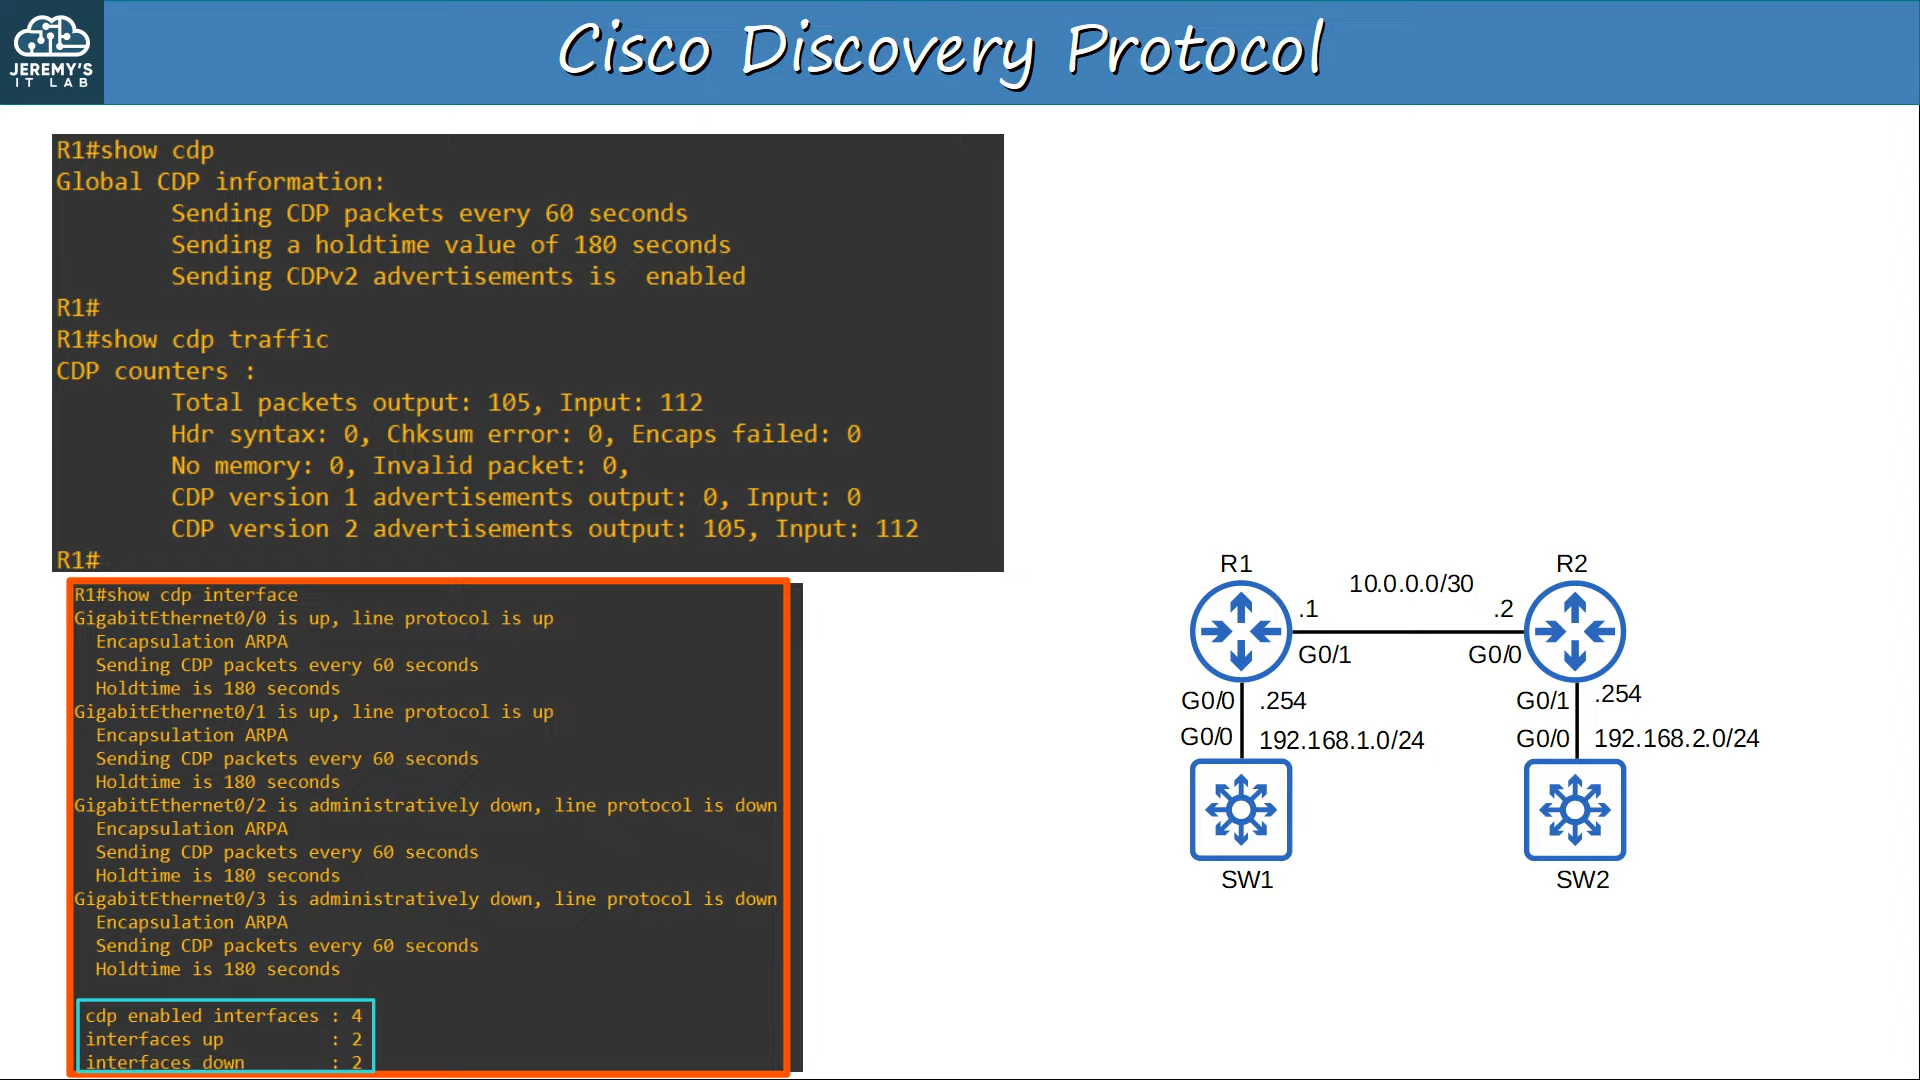 JEREMY'S
IT LAB
Cisco Discovery Protocol
R1#show cdp
Global CDP information:
Sending CDP packets every 60 seconds
Sending a holdtime value of 180 seconds
Sending CDPv2 advertisements is  enabled
R1#
R1#show cdp traffic
CDP counters :
Total packets output: 105, Input: 112
Hdr syntax: 0, Chksum error: 0, Encaps failed: 0
No memory: 0, Invalid packet: 0,
CDP version 1 advertisements output: 0, Input: 0
CDP version 2 advertisements output: 105, Input: 112
R1#
R1#show cdp interface
GigabitEthernet0/0 is up, line protocol is up
Encapsulation ARPA
Sending CDP packets every 60 seconds
Holdtime is 180 seconds
GigabitEthernet0/1 is up, line protocol is up
Encapsulation ARPA
Sending CDP packets every 60 seconds
Holdtime is 180 seconds
GigabitEthernet0/2 is administratively down, line protocol is down
Encapsulation ARPA
Sending CDP packets every 60 seconds
Holdtime is 180 seconds
GigabitEthernet0/3 is administratively down, line protocol is down
Encapsulation ARPA
Sending CDP packets every 60 seconds
Holdtime is 180 seconds
cdp enabled interfaces : 4
interfaces up : 2
interfaces down : 2
R1
R2
10.0.0.0/30
.1
.2
G0/1
G0/0
G0/0
.254
G0/1
.254
G0/0
192.168.1.0/24
G0/0
192.168.2.0/24
SW1
SW2